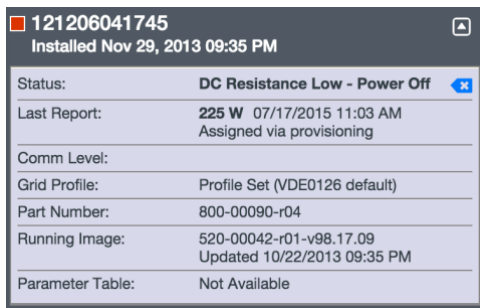 121206041745
Installed Nov 29, 2013 09:35 PM
Status: DC Resistance Low - Power Off
Last Report: 225 W 07/17/2015 11:03 AM
Assigned via provisioning
Comm Level:
Grid Profile: Profile Set (VDE0126 default)
Part Number: 800-00090-r04
Running Image: 520-00042-r01-v98.17.09
Updated 10/22/2013 09:35 PM
Parameter Table: Not Available